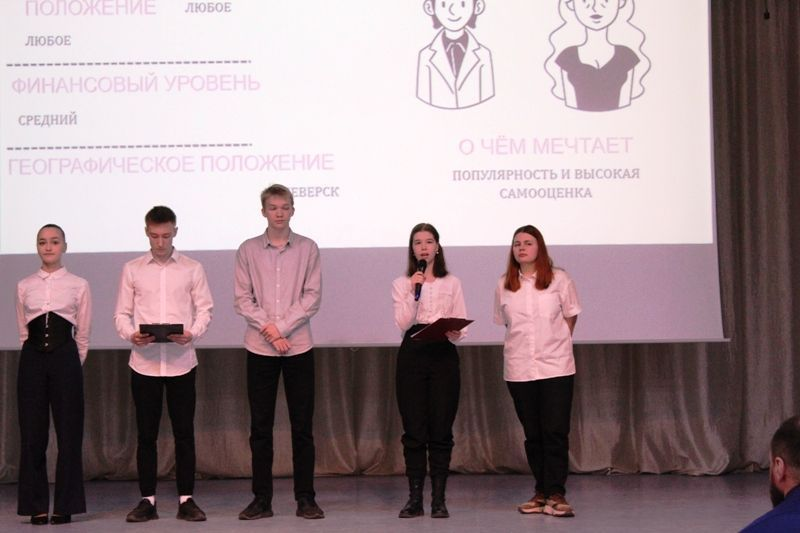 ПОЛОЖЕНИЕ ЛЮБОЕ
ЛЮБОЕ
ФИНАНСОВЫЙ УРОВЕНЬ
СРЕДНИЙ
ГЕОГРАФИЧЕСКОЕ ПОЛОЖЕНИЕ
О ЧЁМ МЕЧТАЕТ
ПОПУЛЯРНОСТЬ И ВЫСОКАЯ
САМООЦЕНКА